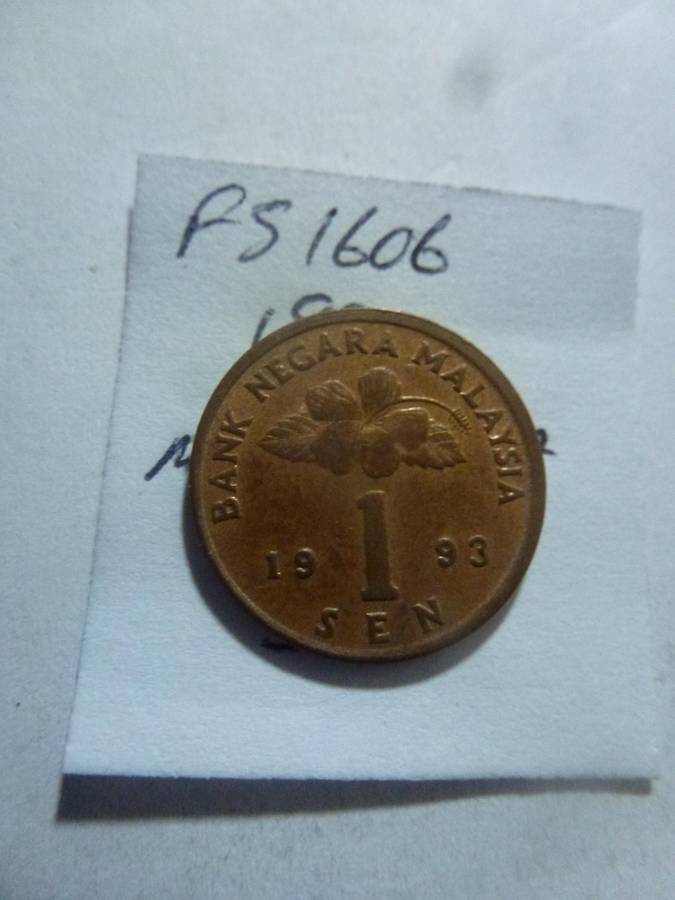 FS1606
BANK NEGARA MALAYSIA
1
19 93
SEN